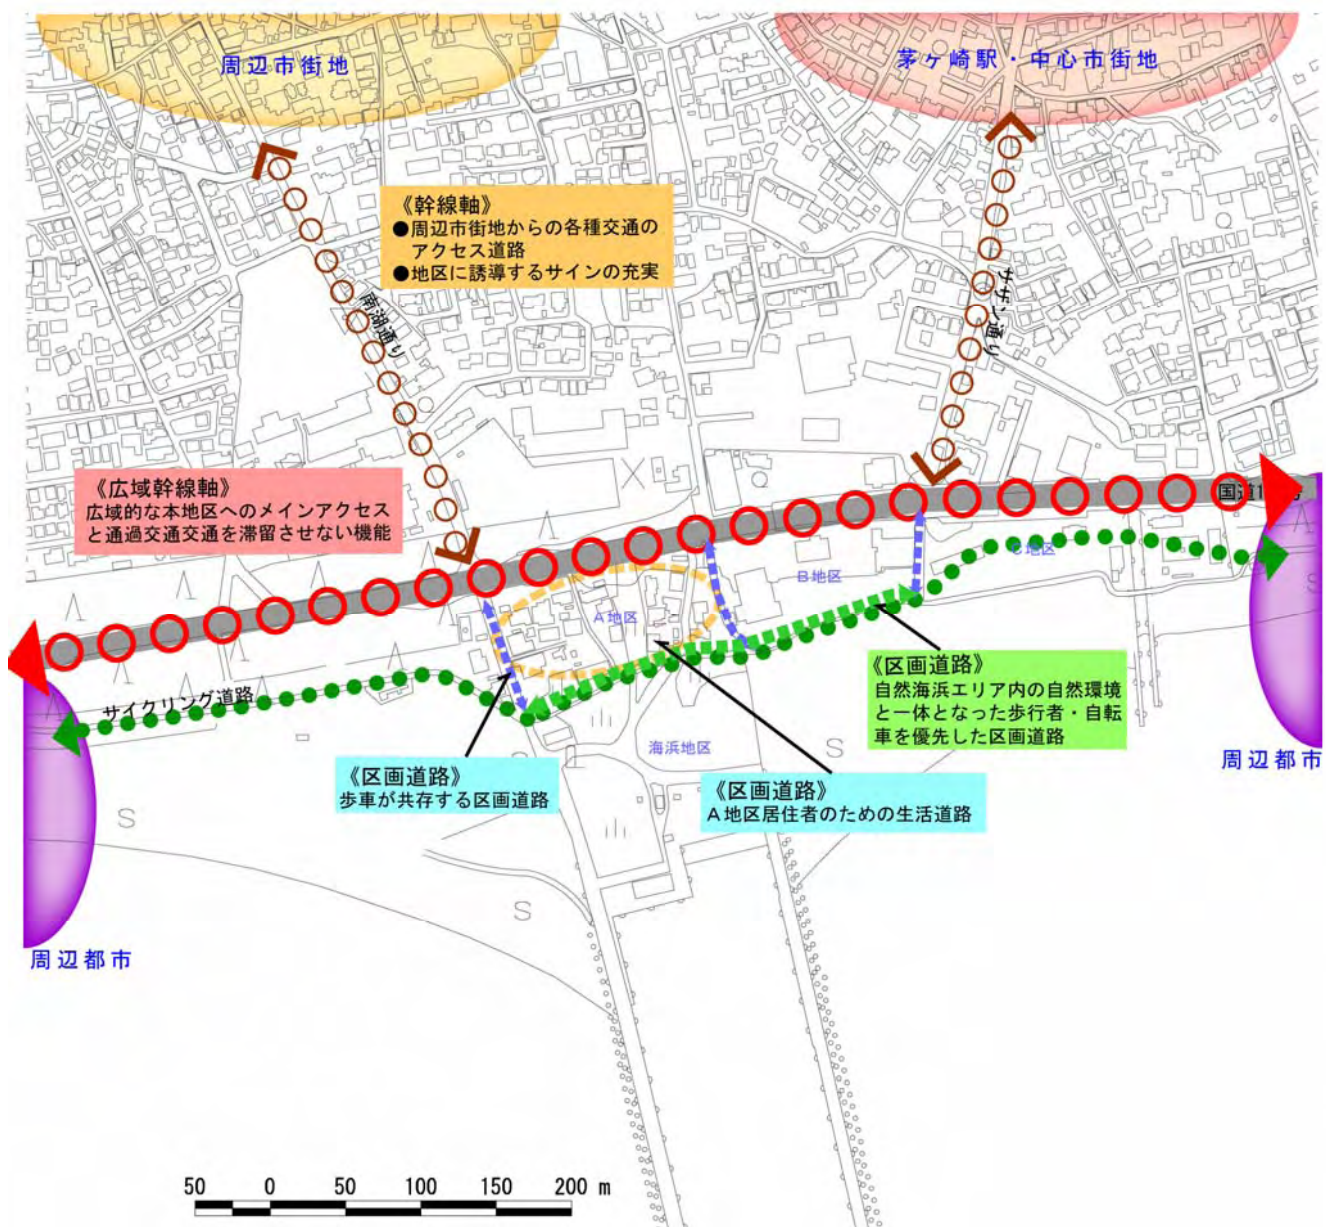 周辺市街地
茅ヶ崎駅・中心市街地
《幹線軸》
●周辺市街地からの各種交通の
アクセス道路
●地区に誘導するサインの充実
南湖通り
サザン通り
《広域幹線軸》
広域的な本地区へのメインアクセス
と通過交通交通を滞留させない機能
国道1
B地区
C地区
A地区
サイクリング道路
《区画道路》
自然海浜エリア内の自然環境
と一体となった歩行者・自転
車を優先した区画道路
海浜地区
周辺都市
《区画道路》
歩車が共存する区画道路
《区画道路》
A地区居住者のための生活道路
S
S
S
S
周辺都市
50 0 50 100 150 200 m